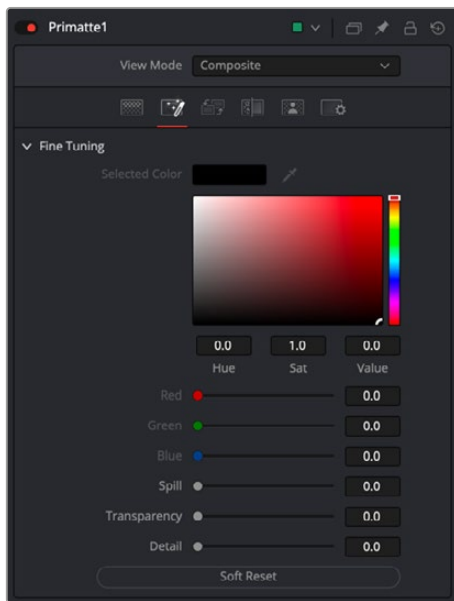 Primatte1
View Mode Composite
Fine Tuning
Selected Color
0.0 1.0 0.0
Hue Sat Value
Red 0.0
Green 0.0
Blue 0.0
Spill 0.0
Transparency 0.0
Detail 0.0
Soft Reset